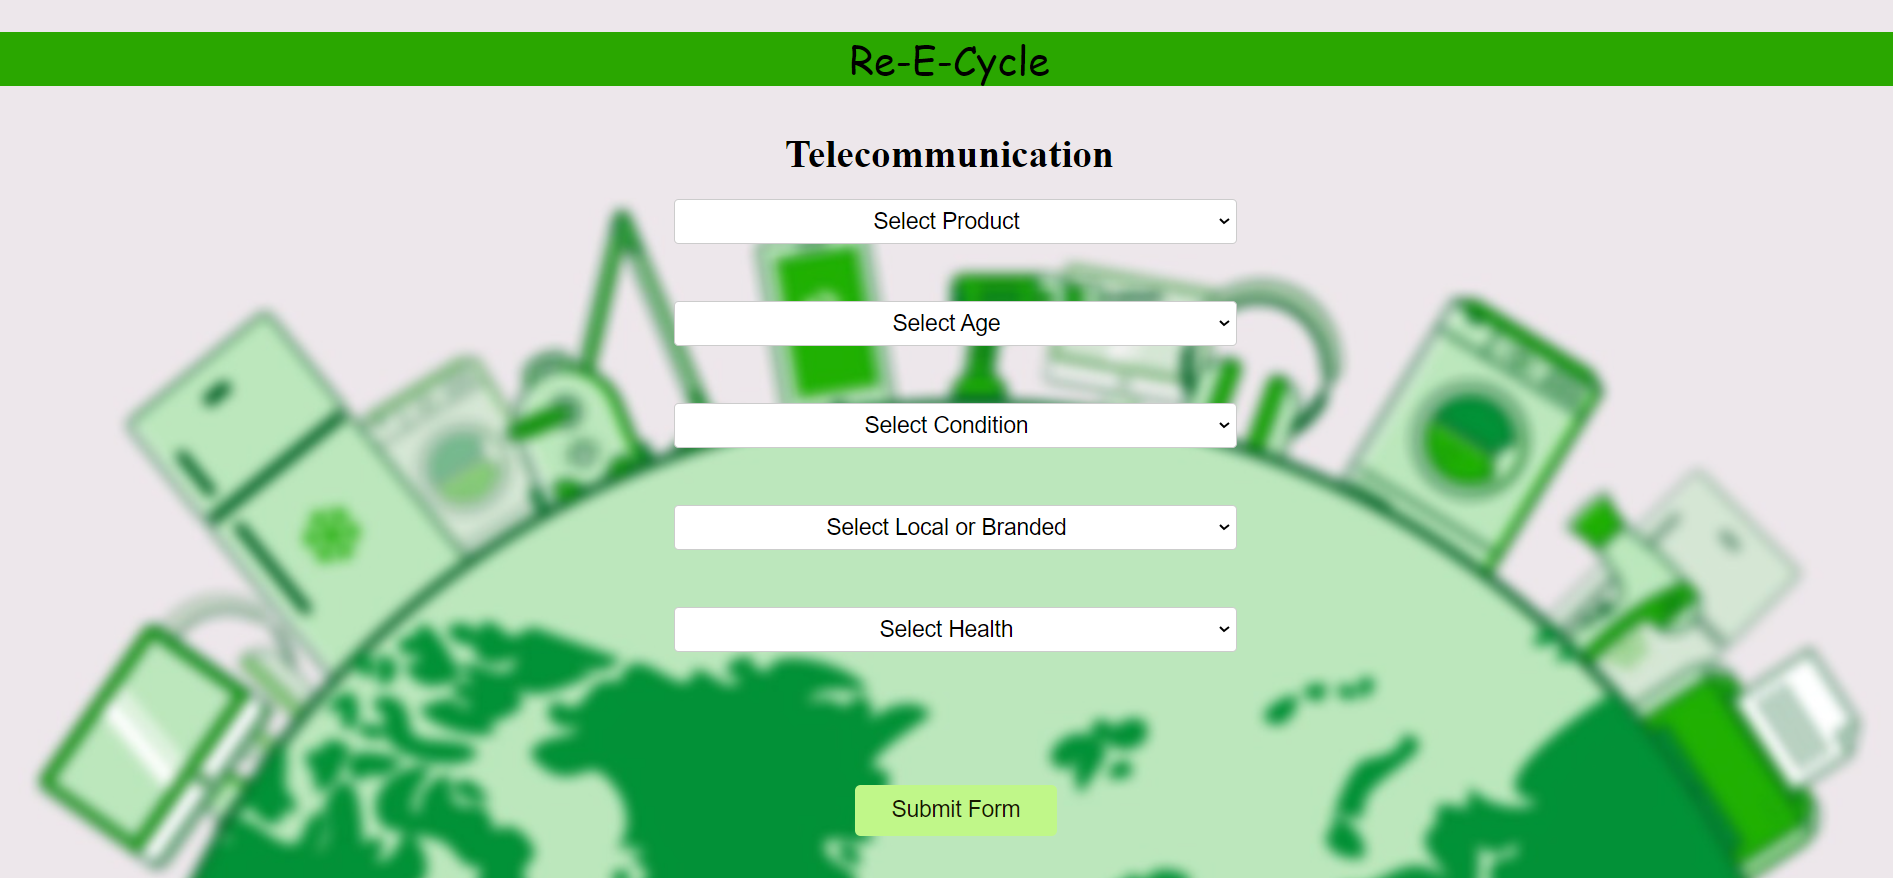 Re-E-Cycle
Telecommunication
Select Product
Select Age
Select Condition
Select Local or Branded
Select Health
Submit Form